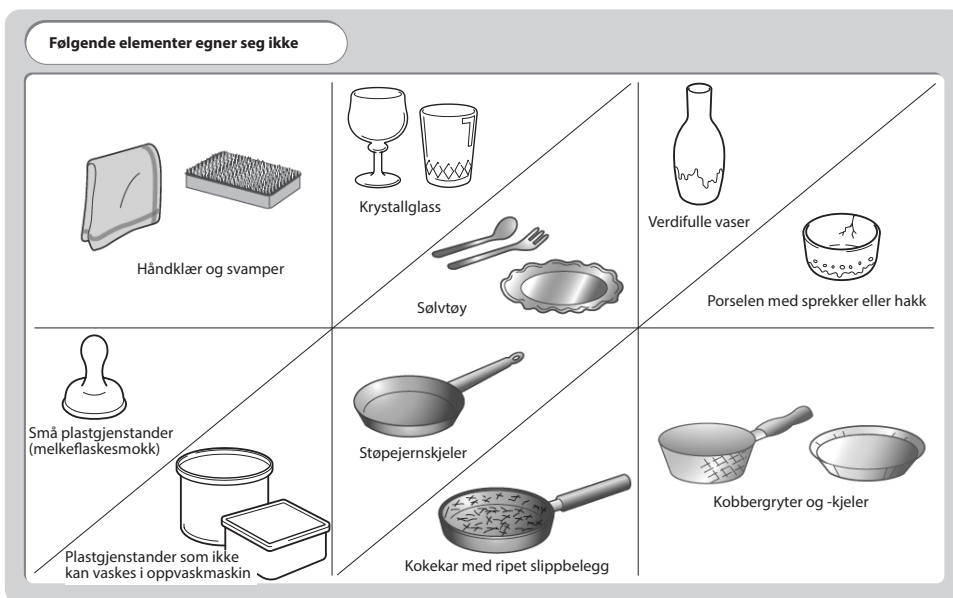 Følgende elementer egner seg ikke
Håndklær og svamper
Krystallglass
Sølvtøy
Verdifulle vaser
Porselen med sprekker eller hakk
Små plastgjenstander
(melkeflaskesmokk)
Plastgjenstander som ikke
kan vaskes i oppvaskmaskin
Støpejernskjeler
Kokekar med ripet slippbelegg
Kobbergryter og -kjeler